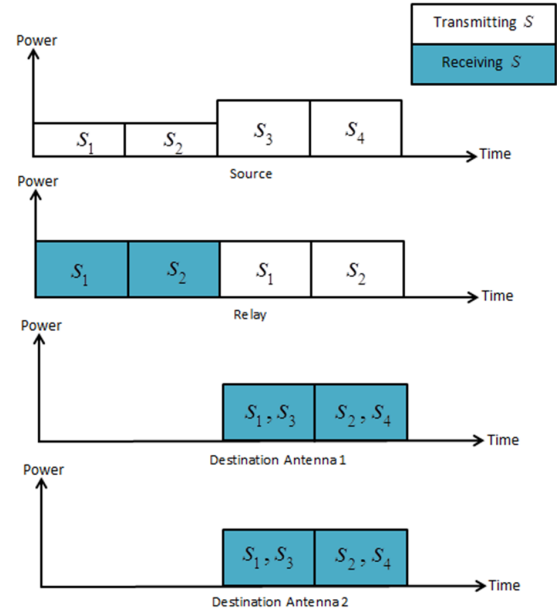 Transmitting S
Receiving S
Power
S₁ S₂ S₃ S₄
Time
Source
Power
S₁ S₂ S₁ S₂
Time
Relay
Power
S₁, S₃ S₂, S₄
Time
Destination Antenna 1
Power
S₁, S₃ S₂, S₄
Time
Destination Antenna 2